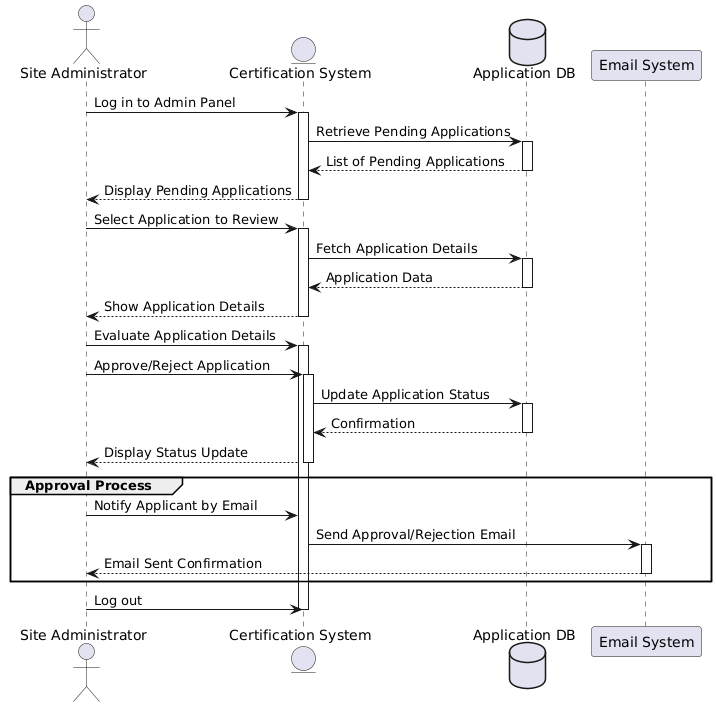 Site Administrator
Certification System
Application DB
Email System
Log in to Admin Panel
Retrieve Pending Applications
List of Pending Applications
Display Pending Applications
Select Application to Review
Fetch Application Details
Application Data
Show Application Details
Evaluate Application Details
Approve/Reject Application
Update Application Status
Confirmation
Display Status Update
Approval Process
Notify Applicant by Email
Send Approval/Rejection Email
Email Sent Confirmation
Log out
Site Administrator
Certification System
Application DB
Email System